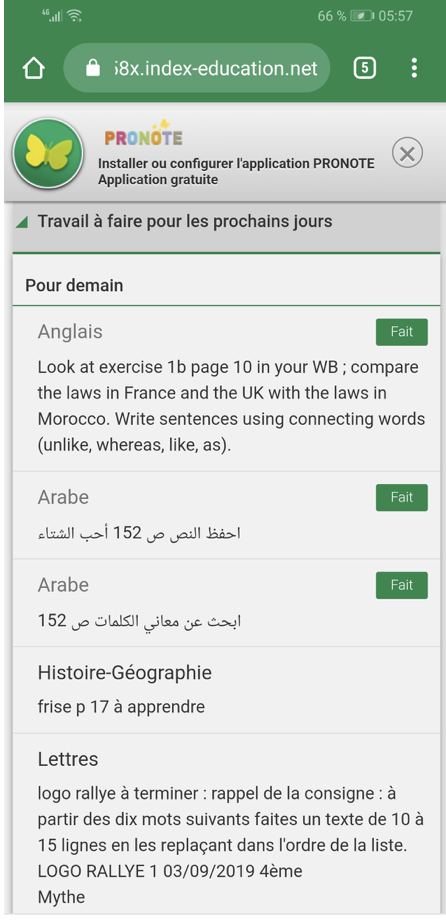 4G 66 % 05:57
i8x.index-education.net 5
PRONOTE
Installer ou configurer l'application PRONOTE
Application gratuite
Travail à faire pour les prochains jours
Pour demain
Anglais Fait
Look at exercise 1b page 10 in your WB ; compare
the laws in France and the UK with the laws in
Morocco. Write sentences using connecting words
(unlike, whereas, like, as).
Arabe Fait
احفظ النص ص 152 أحب الشتاء
Arabe Fait
ابحث عن معاني الكلمات ص 152
Histoire-Géographie
frise p 17 à apprendre
Lettres
logo rallye à terminer : rappel de la consigne : à
partir des dix mots suivants faites un texte de 10 à
15 lignes en les replaçant dans l'ordre de la liste.
LOGO RALLYE 1 03/09/2019 4ème
Mythe